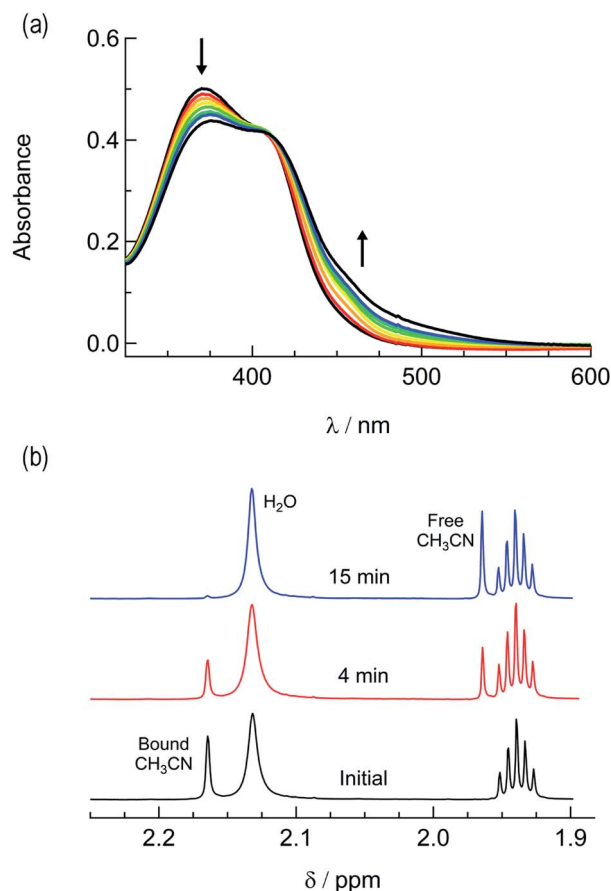 (a)
0.6
0.4
0.2
0.0
Absorbance
400
500
600
λ / nm
(b)
H₂O
Free
CH₃CN
15 min
4 min
Bound
CH₃CN
Initial
2.2
2.1
2.0
1.9
δ / ppm